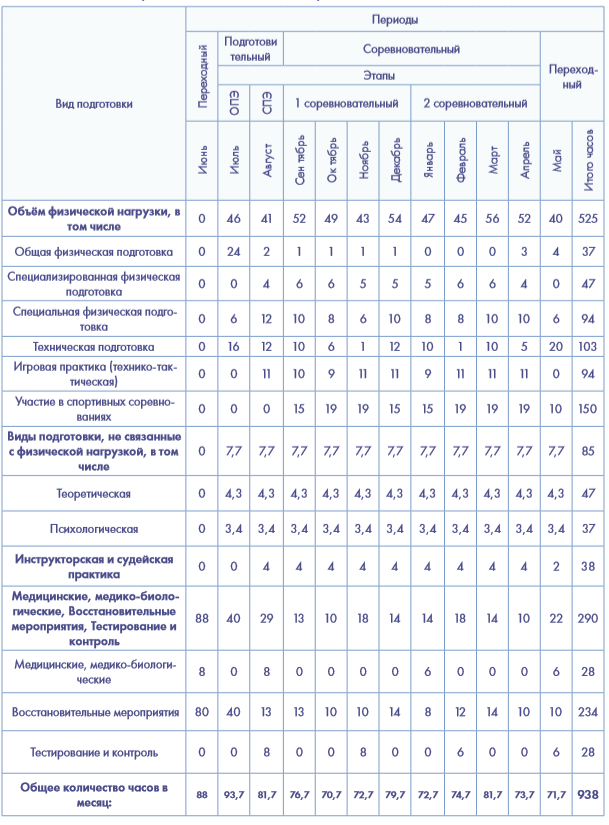 Периоды
Вид подготовки
Переходный
Подготови
тельный
Соревновательный
Переход-
ный
Этапы
ОПЭ
СПЭ
1 соревновательный
2 соревновательный
Июнь Июль Август Сен тябрь Ок тябрь Ноябрь Декабрь Январь Февраль Март Апрель Май Итого часов
Объём физической нагрузки, в
том числе
0 46 41 52 49 43 54 47 45 56 52 40 525
Общая физическая подготовка 0 24 2 1 1 1 1 0 0 0 3 4 37
Специализированная физическая
подготовка
0 0 4 6 6 5 5 5 6 6 4 0 47
Специальная физическая подго-
товка
0 6 12 10 8 6 10 8 8 10 10 6 94
Техническая подготовка 0 16 12 10 6 1 12 10 1 10 5 20 103
Игровая практика (технико-так-
тическая)
0 0 11 10 9 11 11 9 11 11 11 0 94
Участие в спортивных соревно-
ваниях
0 0 0 15 19 19 15 15 19 19 19 10 150
Виды подготовки, не связанные
с физической нагрузкой, в том
числе
0 7,7 7,7 7,7 7,7 7,7 7,7 7,7 7,7 7,7 7,7 7,7 85
Теоретическая 0 4,3 4,3 4,3 4,3 4,3 4,3 4,3 4,3 4,3 4,3 4,3 47
Психологическая 0 3,4 3,4 3,4 3,4 3,4 3,4 3,4 3,4 3,4 3,4 3,4 37
Инструкторская и судейская
практика
0 0 4 4 4 4 4 4 4 4 4 2 38
Медицинские, медико-биоло-
гические, Восстановительные
мероприятия, Тестирование и
контроль
88 40 29 13 10 18 14 14 18 14 10 22 290
Медицинские, медико-биологи-
ческие
8 0 8 0 0 0 0 6 0 0 0 6 28
Восстановительные мероприятия 80 40 13 13 10 10 14 8 12 14 10 10 234
Тестирование и контроль 0 0 8 0 0 8 0 0 6 0 0 6 28
Общее количество часов в
месяц:
88 93,7 81,7 76,7 70,7 72,7 79,7 72,7 74,7 81,7 73,7 71,7 938